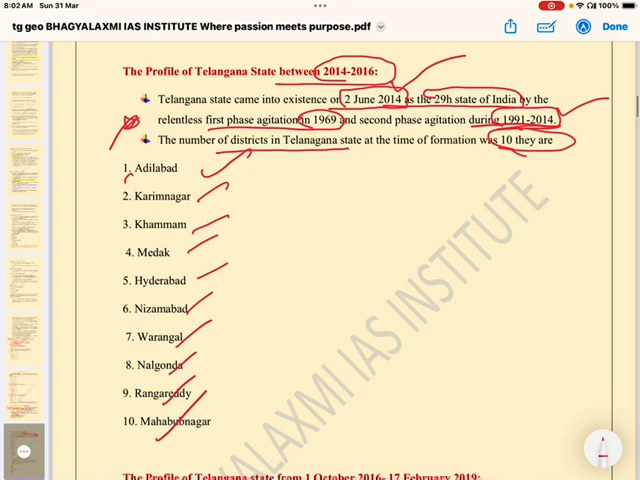 8:02 AM Sun 31 Mar
100%
tg geo BHAGYALAXMI IAS INSTITUTE Where passion meets purpose.pdf
Done
The Profile of Telangana State between 2014-2016:
Telangana state came into existence on 2 June 2014 as the 29h state of India by the
relentless first phase agitation in 1969 and second phase agitation during 1991-2014.
The number of districts in Telanagana state at the time of formation was 10 they are
1. Adilabad
2. Karimnagar
3. Khammam
4. Medak
5. Hyderabad
6. Nizamabad
7. Warangal
8. Nalgonda
9. Rangareddy
10. Mahabubnagar
YALAXMI IAS INSTITUTE
The Profile of Telangana state from 1 October 2016- 17 February 2019: